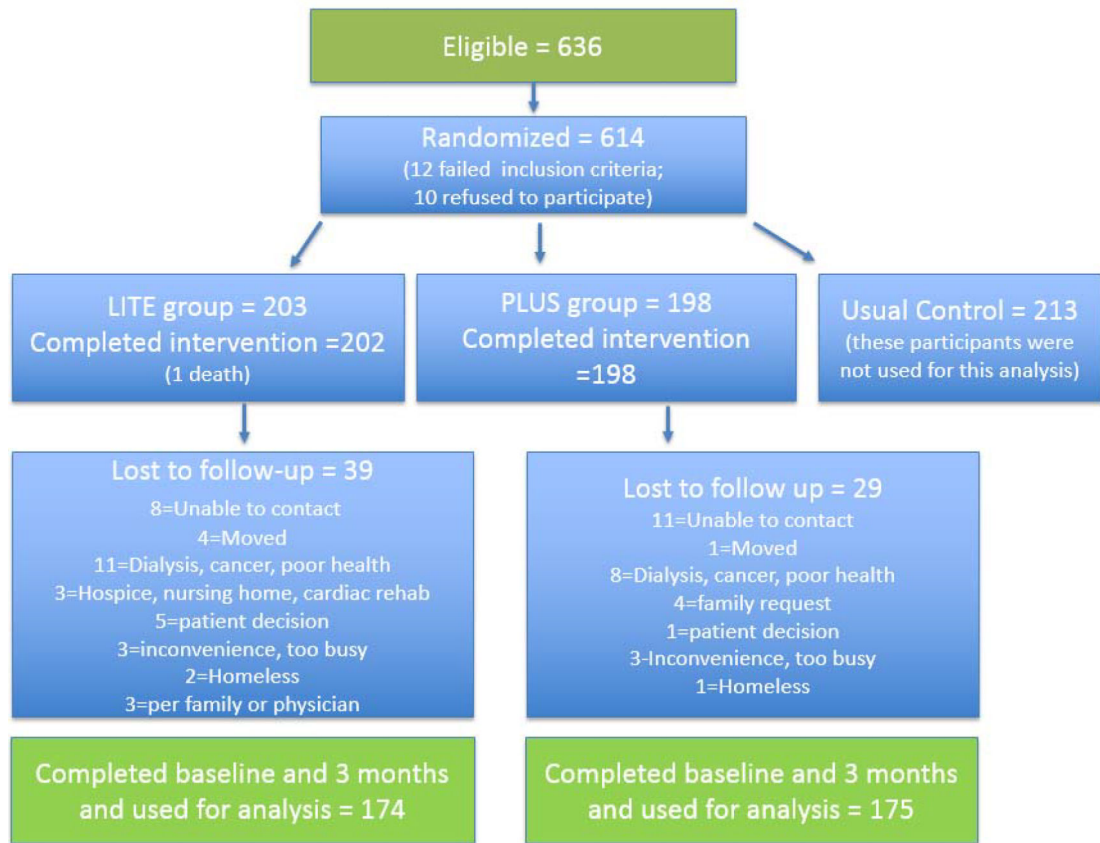 Eligible = 636
Randomized = 614
(12 failed inclusion criteria;
10 refused to participate)
LITE group = 203
Completed intervention =202
(1 death)
PLUS group = 198
Completed intervention
=198
Usual Control = 213
(these participants were
not used for this analysis)
Lost to follow-up = 39
8=Unable to contact
4=Moved
11=Dialysis, cancer, poor health
3=Hospice, nursing home, cardiac rehab
5=patient decision
3=inconvenience, too busy
2=Homeless
3=per family or physician
Lost to follow up = 29
11=Unable to contact
1=Moved
8=Dialysis, cancer, poor health
4=family request
1=patient decision
3-Inconvenience, too busy
1=Homeless
Completed baseline and 3 months
and used for analysis = 174
Completed baseline and 3 months
and used for analysis = 175